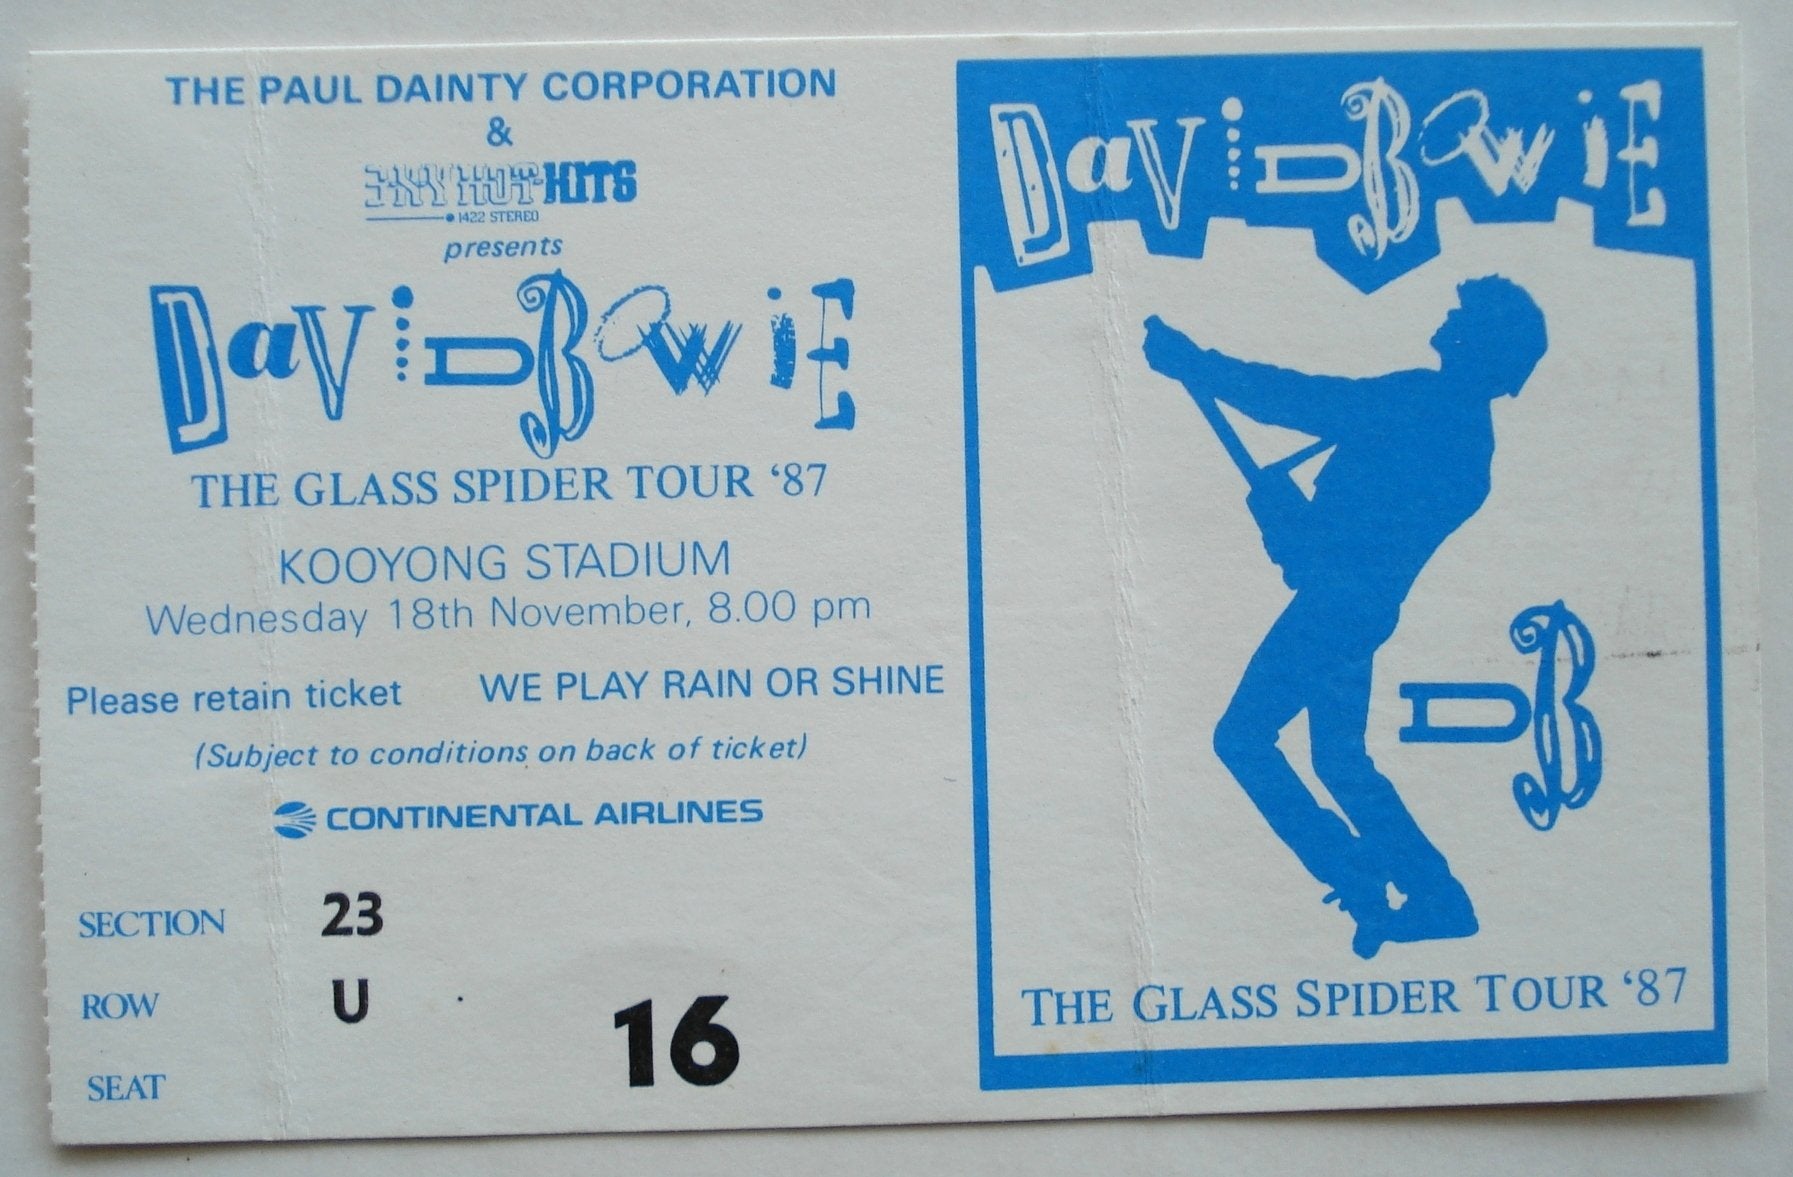 THE PAUL DAINTY CORPORATION
&
3XY HOT-HITS
1422 STEREO
presents
DaViD BOWiE
THE GLASS SPIDER TOUR ‘87
KOOYONG STADIUM
Wednesday 18th November, 8.00 pm
Please retain ticket WE PLAY RAIN OR SHINE
(Subject to conditions on back of ticket)
CONTINENTAL AIRLINES
SECTION 23
ROW U
SEAT 16
DaViD BOWiE
DB
THE GLASS SPIDER TOUR ‘87